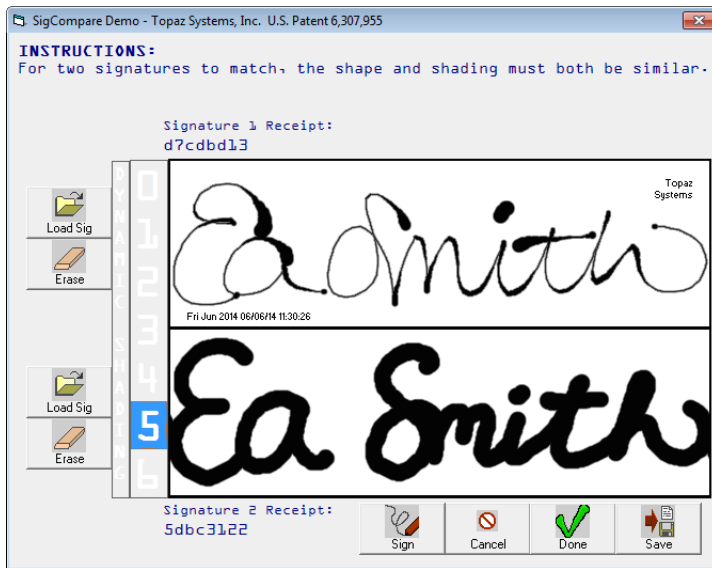 SigCompare Demo - Topaz Systems, Inc. U.S. Patent 6,307,955
INSTRUCTIONS:
For two signatures to match, the shape and shading must both be similar.
Signature 1 Receipt:
d7cdbd13
DYNAMIC SHADING
0
1
2
3
4
5
6
Load Sig
Erase
Topaz
Systems
Ea Smith
Fri Jun 2014 06/06/14 11:30:26
Load Sig
Erase
Ea Smith
Signature 2 Receipt:
5dbc3122
Sign
Cancel
Done
Save